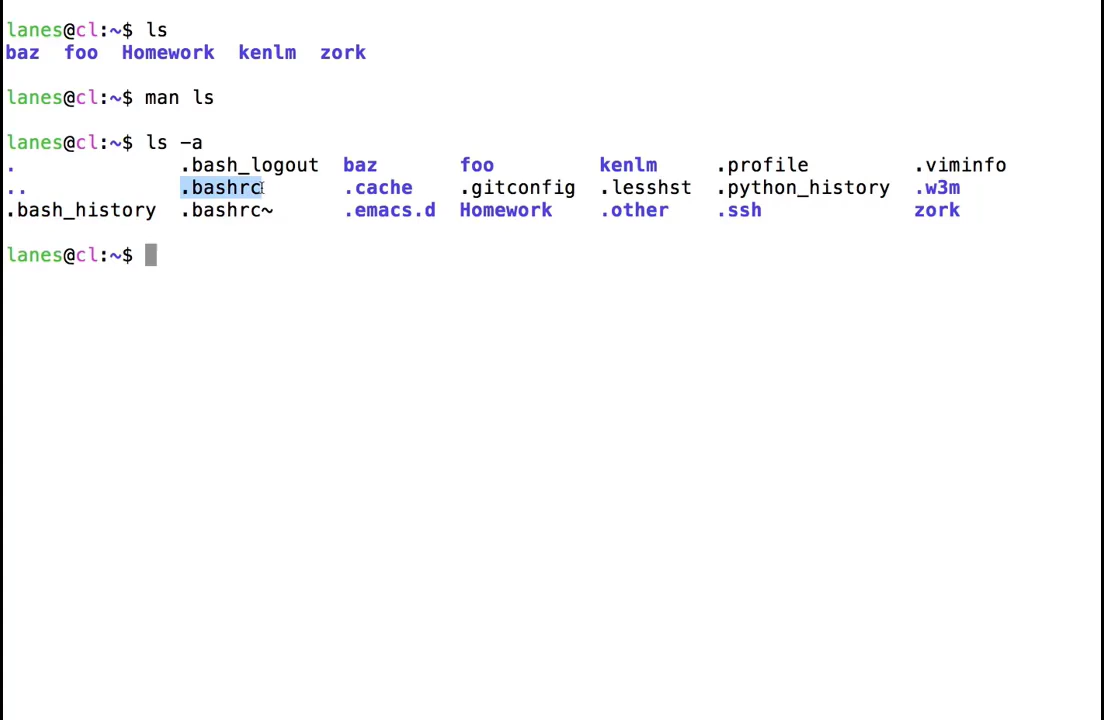 lanes@cl:~$ ls
baz  foo  Homework  kenlm  zork
lanes@cl:~$ man ls
lanes@cl:~$ ls -a
.              .bash_logout  baz       foo         kenlm     .profile         .viminfo
..             .bashrc       .cache    .gitconfig  .lesshst  .python_history  .w3m
.bash_history  .bashrc~      .emacs.d  Homework    .other    .ssh             zork
lanes@cl:~$